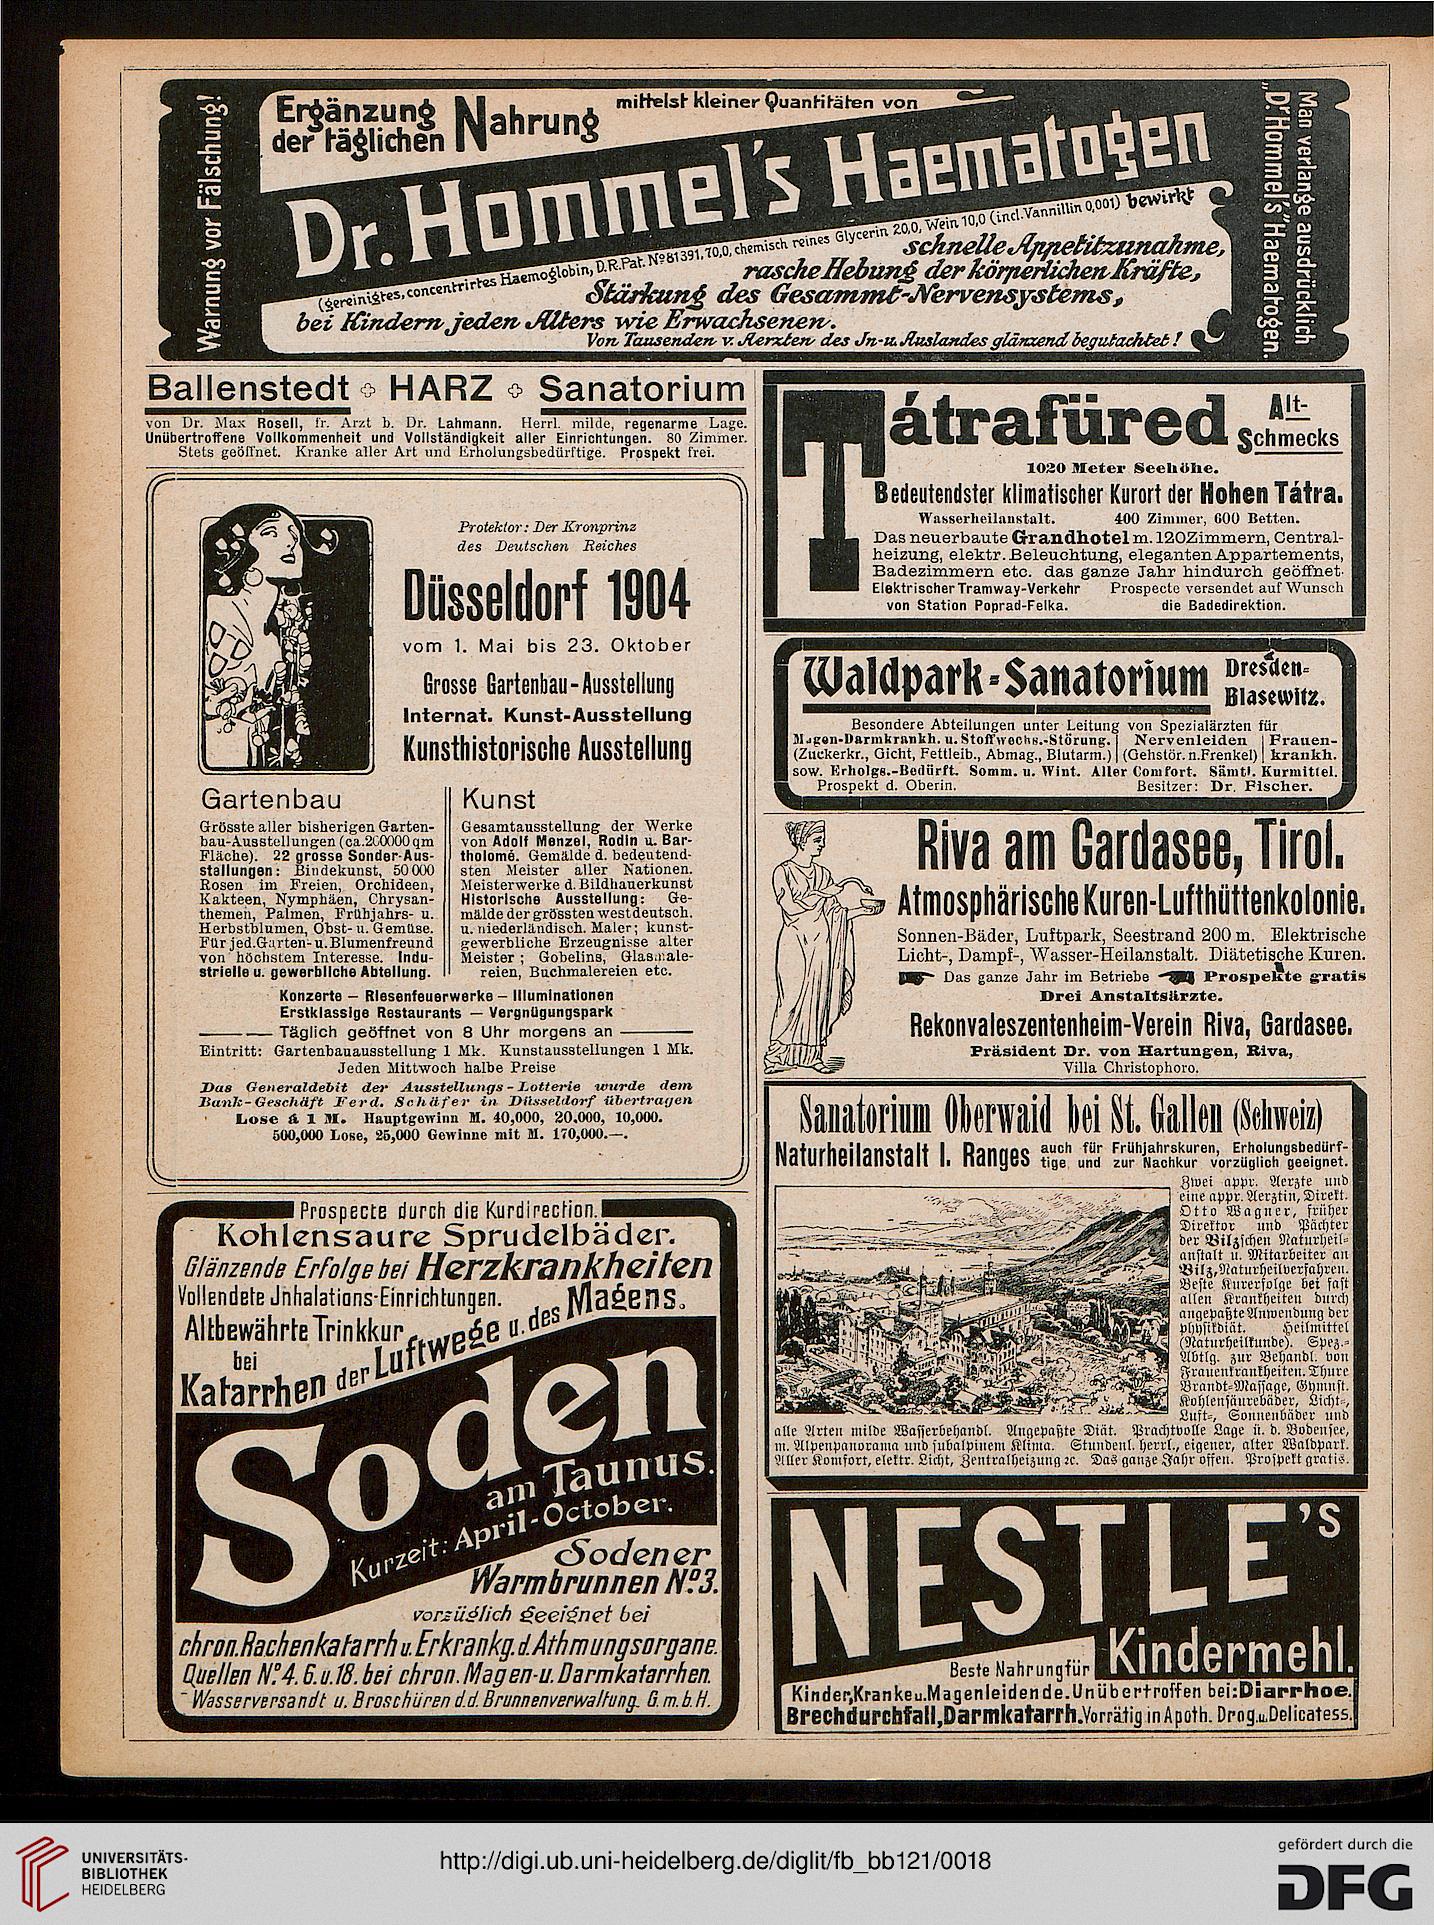 Warnung vor Fälschung!
Ergänzung der täglichen Nahrung mittelst kleiner Quantitäten von
Dr. Hommel's Haematogen
(gereinigtes, concentrirtes Haemoglobin, D.R.Pat. Nº 81391, 70,0, chemisch reines Glycerin 20,0, Wein 10,0 (incl. Vannillin 0,001) bewirkt
schnelle Appetitzunahme,
rasche Hebung der körperlichen Kräfte,
Stärkung des Gesammt-Nervensystems,
bei Kindern jeden Alters wie Erwachsenen.
Von Tausenden v. Aerzten des Jn- u. Auslandes glänzend begutachtet!
Man verlange ausdrücklich
„Dr Hommel's" Haematogen.
Ballenstedt HARZ Sanatorium
von Dr. Max Rosell, fr. Arzt b. Dr. Lahmann. Herrl. milde, regenarme Lage.
Unübertroffene Vollkommenheit und Vollständigkeit aller Einrichtungen. 80 Zimmer.
Stets geöffnet. Kranke aller Art und Erholungsbedürftige. Prospekt frei.
Protektor: Der Kronprinz
des Deutschen Reiches
Düsseldorf 1904
vom 1. Mai bis 23. Oktober
Grosse Gartenbau-Ausstellung
Internat. Kunst-Ausstellung
Kunsthistorische Ausstellung
Gartenbau
Grösste aller bisherigen Garten-
bau-Ausstellungen (ca. 200000 qm
Fläche). 22 grosse Sonder-Aus-
stellungen: Bindekunst, 50 000
Rosen im Freien, Orchideen,
Kakteen, Nymphäen, Chrysan-
themen, Palmen, Frühjahrs- u.
Herbstblumen, Obst- u. Gemüse.
Für jed. Garten- u. Blumenfreund
von höchstem Interesse. Indu-
strielle u. gewerbliche Abteilung.
Kunst
Gesamtausstellung der Werke
von Adolf Menzel, Rodin u. Bar-
tholomé. Gemälde d. bedeutend-
sten Meister aller Nationen.
Meisterwerke d. Bildhauerkunst
Historische Ausstellung: Ge-
mälde der grössten westdeutsch.
u. niederländisch. Maler; kunst-
gewerbliche Erzeugnisse alter
Meister; Gobelins, Glasmale-
reien, Buchmalereien etc.
Konzerte – Riesenfeuerwerke – Illuminationen
Erstklassige Restaurants — Vergnügungspark
Täglich geöffnet von 8 Uhr morgens an
Eintritt: Gartenbauausstellung 1 Mk. Kunstausstellungen 1 Mk.
Jeden Mittwoch halbe Preise
Das Generaldebit der Ausstellungs-Lotterie wurde dem
Bank-Geschäft Ferd. Schäfer in Düsseldorf übertragen
Lose á 1 M. Hauptgewinn M. 40,000, 20,000, 10,000.
500,000 Lose, 25,000 Gewinne mit M. 170,000.—.
Prospecte durch die Kurdirection.
Kohlensaure Sprudelbäder.
Glänzende Erfolge bei Herzkrankheiten
Vollendete Jnhalations-Einrichtungen.
Altbewährte Trinkkur
bei
Katarrhen der Luftwege u. des Magens.
Soden
am Taunus.
Kurzeit: April-October.
Sodener
Warmbrunnen Nº 3.
vorzüglich geeignet bei
chron. Rachenkatarrh u. Erkrankg. d. Athmungsorgane.
Quellen Nº 4. 6. u. 18. bei chron. Magen- u. Darmkatarrhen.
Wasserversandt u. Broschüren d.d. Brunnenverwaltung. G.m.b.H.
Tátrafüred Alt-
Schmecks
1020 Meter Seehöhe.
Bedeutendster klimatischer Kurort der Hohen Tátra.
Wasserheilanstalt. 400 Zimmer, 600 Betten.
Das neuerbaute Grandhotel m. 120 Zimmern, Central-
heizung, elektr. Beleuchtung, eleganten Appartements,
Badezimmern etc. das ganze Jahr hindurch geöffnet.
Elektrischer Tramway-Verkehr Prospecte versendet auf Wunsch
von Station Poprad-Felka. die Badedirektion.
Waldpark-Sanatorium Dresden-
Blasewitz.
Besondere Abteilungen unter Leitung von Spezialärzten für
Magen-Darmkrankh. u. Stoffwechs.-Störung. | Nervenleiden | Frauen-
(Zuckerkr., Gicht, Fettleib., Abmag., Blutarm.) | (Gehstör. n. Frenkel) | krankh.
sow. Erholgs.-Bedürft. Somm. u. Wint. Aller Comfort. Sämtl. Kurmittel.
Prospekt d. Oberin. Besitzer: Dr. Fischer.
Riva am Gardasee, Tirol.
Atmosphärische Kuren-Lufthüttenkolonie.
Sonnen-Bäder, Luftpark, Seestrand 200 m. Elektrische
Licht-, Dampf-, Wasser-Heilanstalt. Diätetische Kuren.
Das ganze Jahr im Betriebe Prospekte gratis
Drei Anstaltsärzte.
Rekonvaleszentenheim-Verein Riva, Gardasee.
Präsident Dr. von Hartungen, Riva,
Villa Christophoro.
Sanatorium Oberwaid bei St. Gallen (Schweiz)
Naturheilanstalt I. Ranges auch für Frühjahrskuren, Erholungsbedürf-
tige und zur Nachkur vorzüglich geeignet.
Zwei appr. Aerzte und
eine appr. Aerztin, Direkt.
Otto Wagner, früher
Direktor und Pächter
der Bilzschen Naturheil-
anstalt u. Mitarbeiter an
Bilz, Naturheilverfahren.
Beste Kurerfolge bei fast
allen Krankheiten durch
angepaßte Anwendung der
physikdiät. Heilmittel
(Naturheilkunde). Spez.-
Abtlg. zur Behandl. von
Frauenkrankheiten. Thure
Brandt-Massage, Gymnst.
Kohlensäurebäder, Licht-,
Luft-, Sonnenbäder und
alle Arten milde Wasserbehandl. Angepaßte Diät. Prachtvolle Lage ü. d. Bodensee,
m. Alpenpanorama und subalpinem Klima. Stundenl. herrl., eigener, alter Waldpark.
Aller Komfort, elektr. Licht, Zentralheizung ꝛc. Das ganze Jahr offen. Prospekt gratis.
NESTLE'S
Kindermehl.
Beste Nahrung für
Kinder, Kranke u. Magenleidende. Unübertroffen bei: Diarrhoe,
Brechdurchfall, Darmkatarrh. Vorrätig in Apoth. Drog. u. Delicatess.
UNIVERSITÄTS-
BIBLIOTHEK
HEIDELBERG
http://digi.ub.uni-heidelberg.de/diglit/fb_bb121/0018
gefördert durch die
DFG